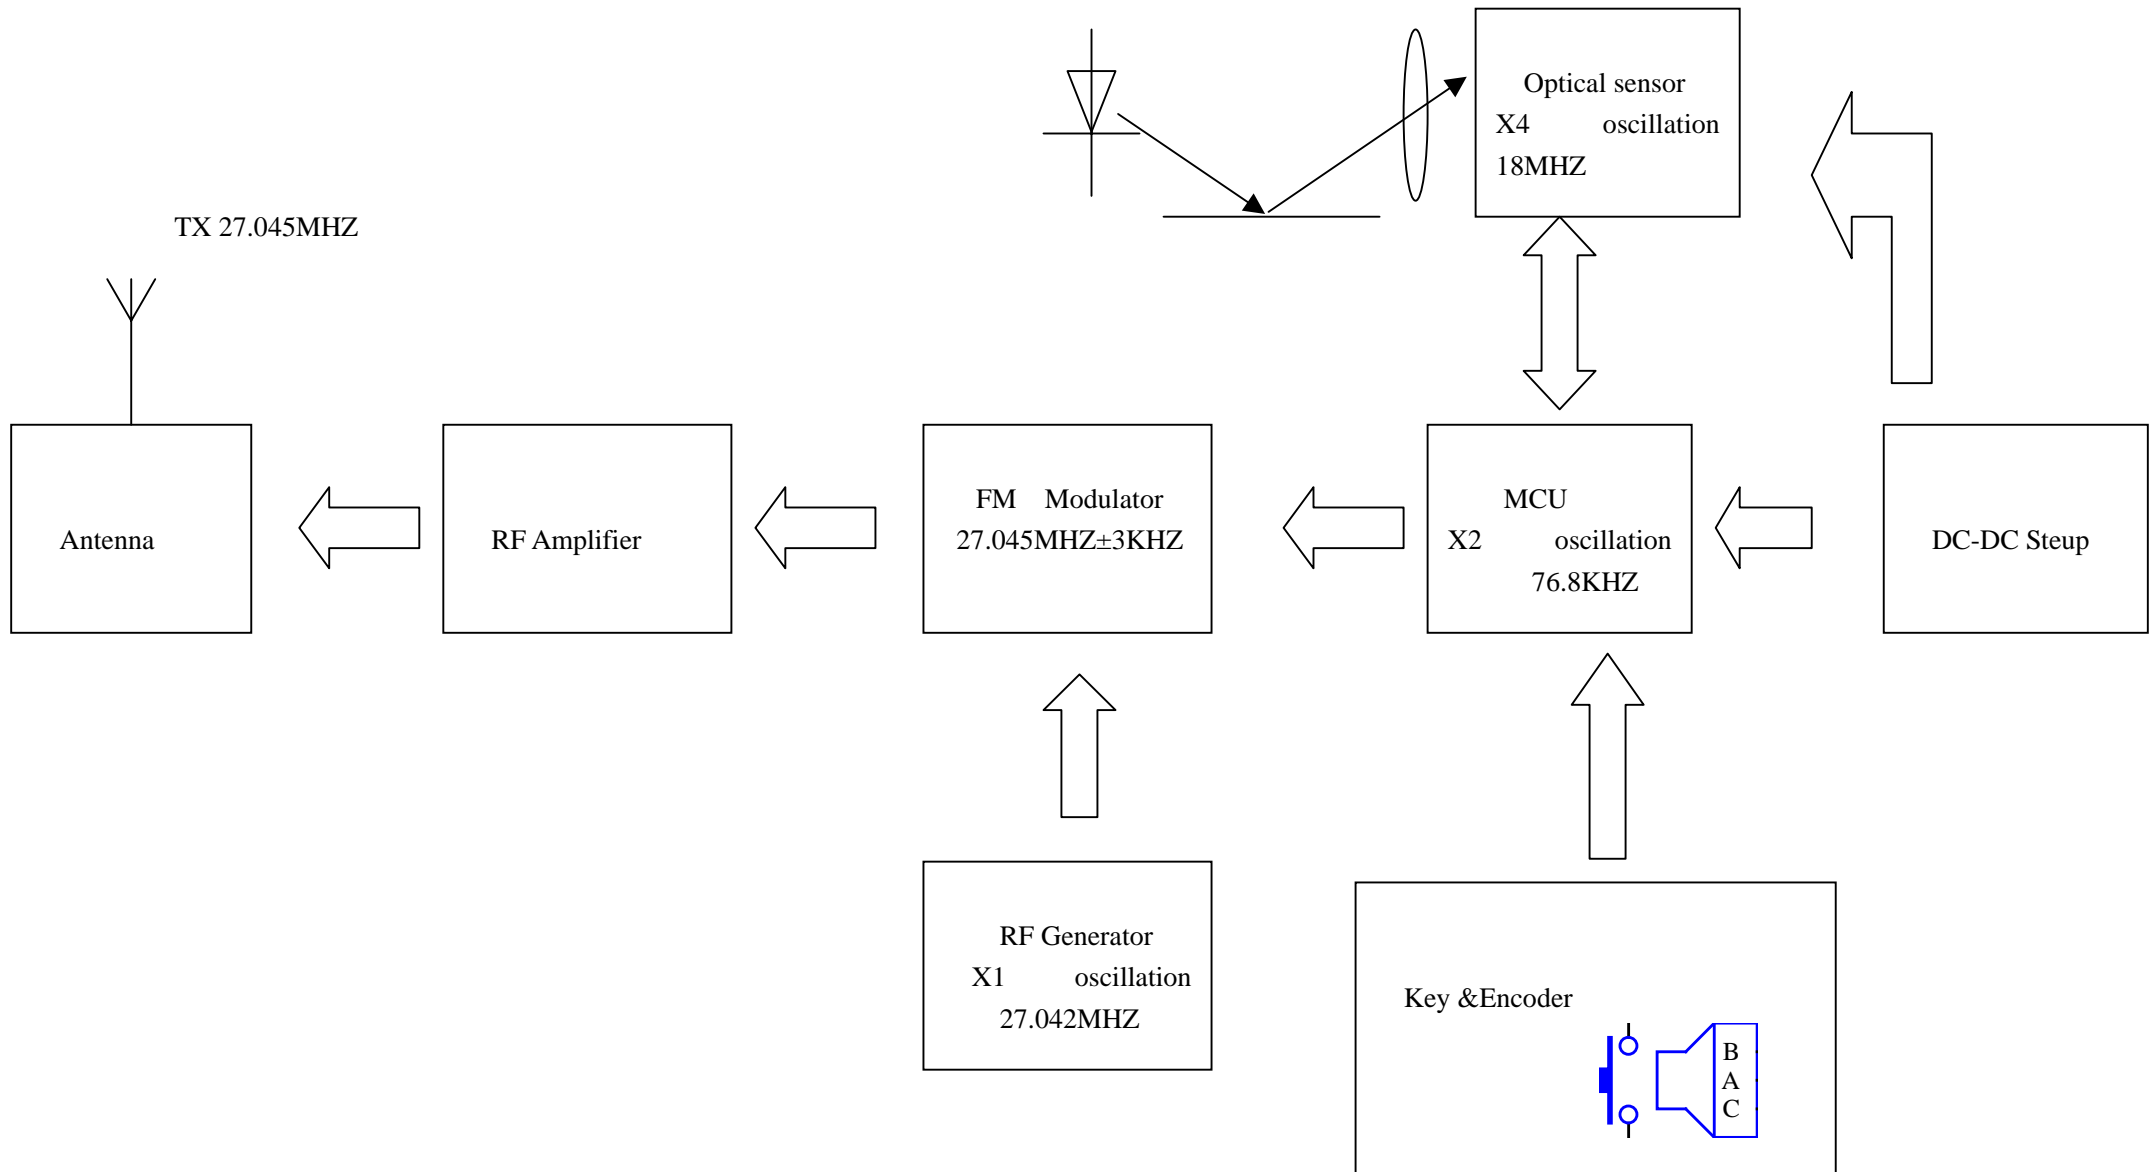 Optical sensor
X4 oscillation
18MHZ
TX 27.045MHZ
Antenna
RF Amplifier
FM Modulator
27.045MHZ±3KHZ
MCU
X2 oscillation
76.8KHZ
DC-DC Steup
RF Generator
X1 oscillation
27.042MHZ
Key &Encoder
B
A
C